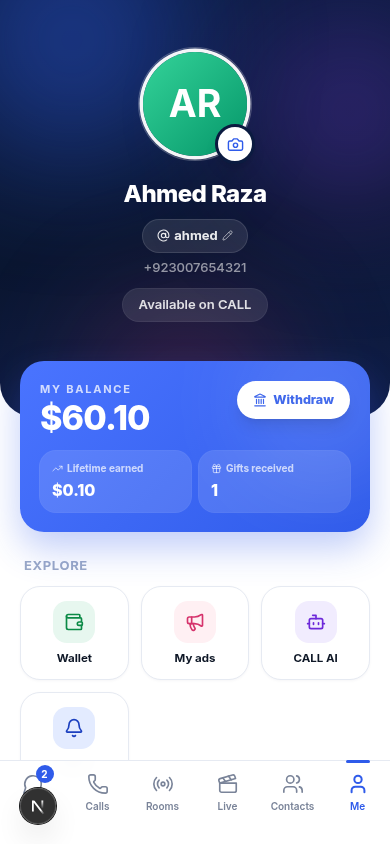 AR
Ahmed Raza
@ ahmed
+923007654321
Available on CALL
MY BALANCE
$60.10
Withdraw
Lifetime earned
$0.10
Gifts received
1
EXPLORE
Wallet
My ads
CALL AI
2
N
Calls
Rooms
Live
Contacts
Me